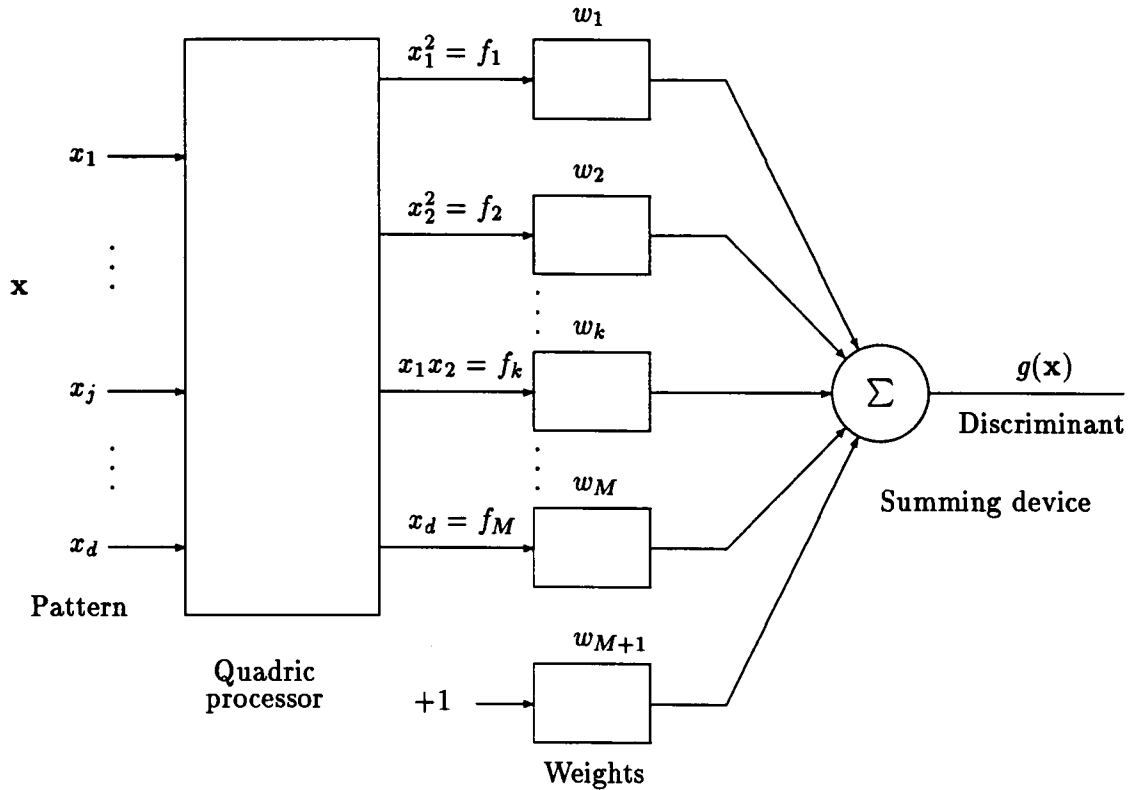 w₁
x₁² = f₁
x₁
w₂
x₂² = f₂
x
w_k
x₁x₂ = f_k
x_j
Σ
g(x)
Discriminant
w_M
Summing device
x_d = f_M
x_d
Pattern
w_{M+1}
Quadric
processor
+1
Weights